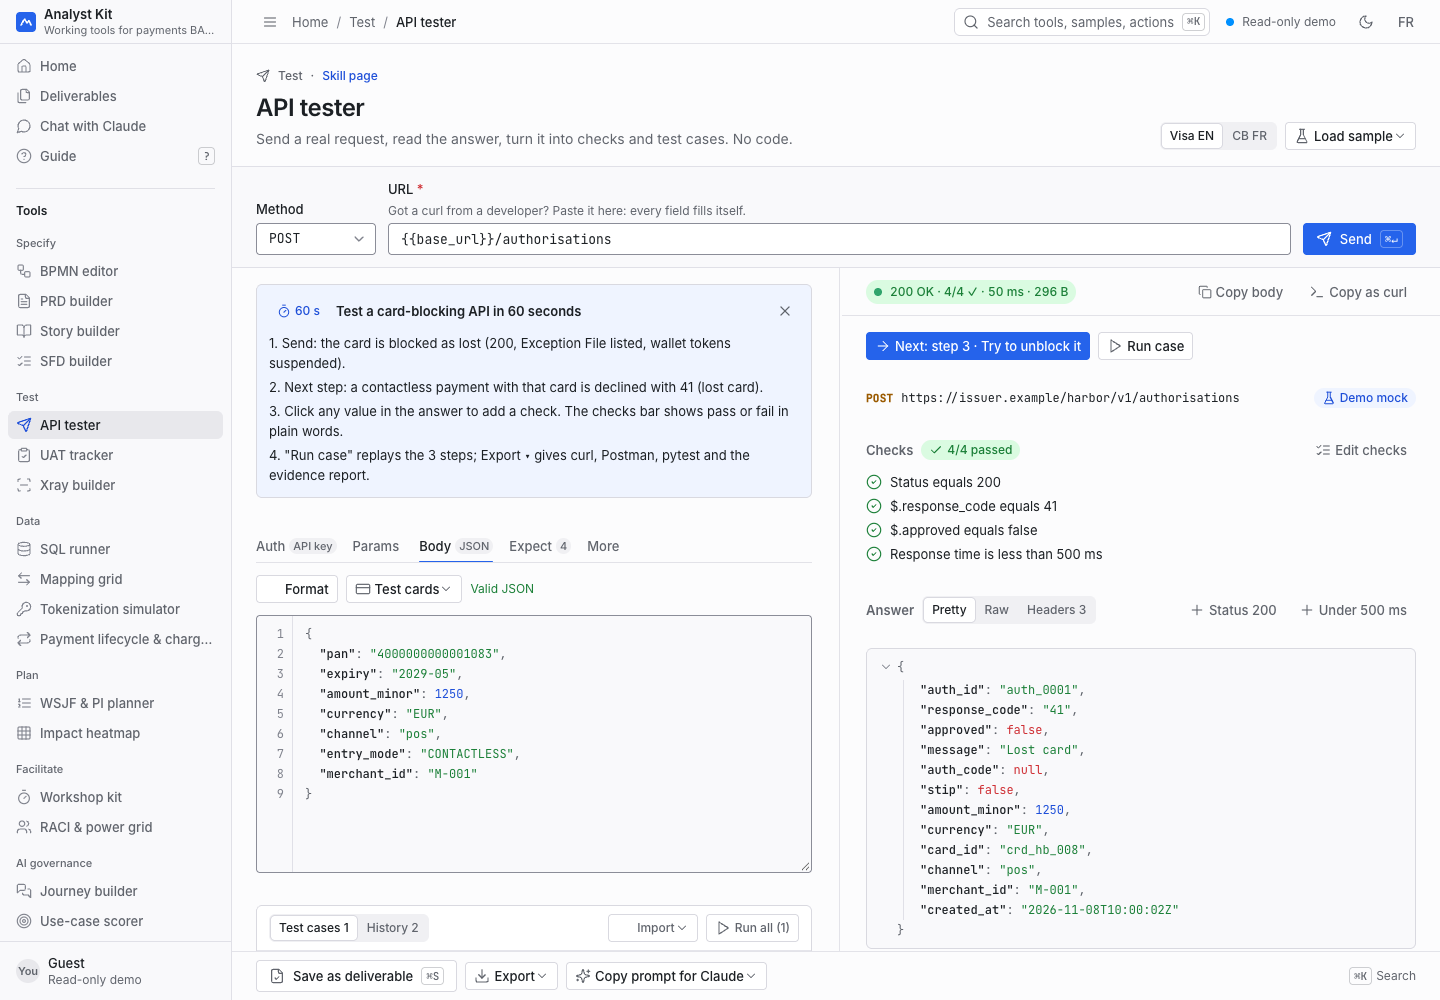 Analyst Kit
Working tools for payments BA...
Home / Test / API tester
Search tools, samples, actions ⌘K
Read-only demo
FR
Home
Deliverables
Chat with Claude
Guide ?
Tools
Specify
BPMN editor
PRD builder
Story builder
SFD builder
Test
API tester
UAT tracker
Xray builder
Data
SQL runner
Mapping grid
Tokenization simulator
Payment lifecycle & charg...
Plan
WSJF & PI planner
Impact heatmap
Facilitate
Workshop kit
RACI & power grid
AI governance
Journey builder
Use-case scorer
You
Guest
Read-only demo
Test · Skill page
API tester
Send a real request, read the answer, turn it into checks and test cases. No code.
Visa EN CB FR
Load sample
Method
POST
URL *
Got a curl from a developer? Paste it here: every field fills itself.
{{base_url}}/authorisations
Send ⌘↵
60 s Test a card-blocking API in 60 seconds
1. Send: the card is blocked as lost (200, Exception File listed, wallet tokens
suspended).
2. Next step: a contactless payment with that card is declined with 41 (lost card).
3. Click any value in the answer to add a check. The checks bar shows pass or fail in
plain words.
4. "Run case" replays the 3 steps; Export ▾ gives curl, Postman, pytest and the
evidence report.
Auth API key Params Body JSON Expect 4 More
Format Test cards Valid JSON
1 {
2 "pan": "4000000000001083",
3 "expiry": "2029-05",
4 "amount_minor": 1250,
5 "currency": "EUR",
6 "channel": "pos",
7 "entry_mode": "CONTACTLESS",
8 "merchant_id": "M-001"
9 }
Test cases 1 History 2 Import Run all (1)
200 OK · 4/4 ✓ · 50 ms · 296 B
Copy body Copy as curl
Next: step 3 · Try to unblock it Run case
POST https://issuer.example/harbor/v1/authorisations
Demo mock
Checks 4/4 passed Edit checks
Status equals 200
$.response_code equals 41
$.approved equals false
Response time is less than 500 ms
Answer Pretty Raw Headers 3 + Status 200 + Under 500 ms
{
"auth_id": "auth_0001",
"response_code": "41",
"approved": false,
"message": "Lost card",
"auth_code": null,
"stip": false,
"amount_minor": 1250,
"currency": "EUR",
"card_id": "crd_hb_008",
"channel": "pos",
"merchant_id": "M-001",
"created_at": "2026-11-08T10:00:02Z"
}
Save as deliverable ⌘S Export Copy prompt for Claude
⌘K Search